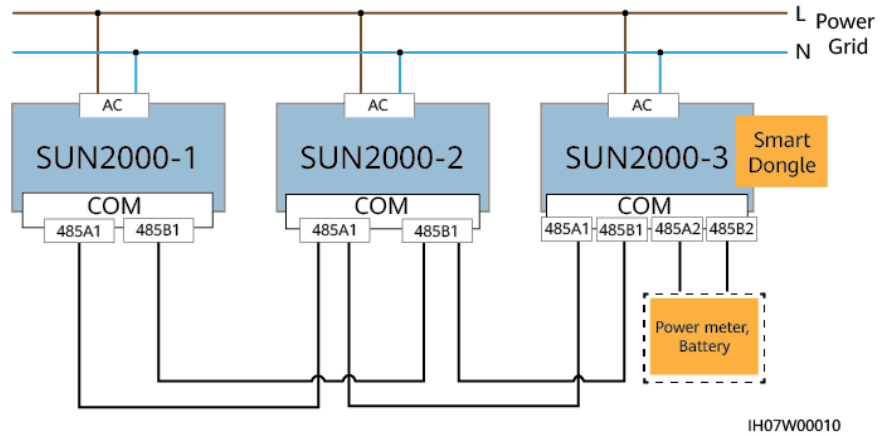 L
Power
Grid
N
AC
AC
AC
SUN2000-1
SUN2000-2
SUN2000-3
Smart
Dongle
COM
COM
COM
485A1
485B1
485A1
485B1
485A1
485B1
485A2
485B2
Power meter,
Battery
IH07W00010